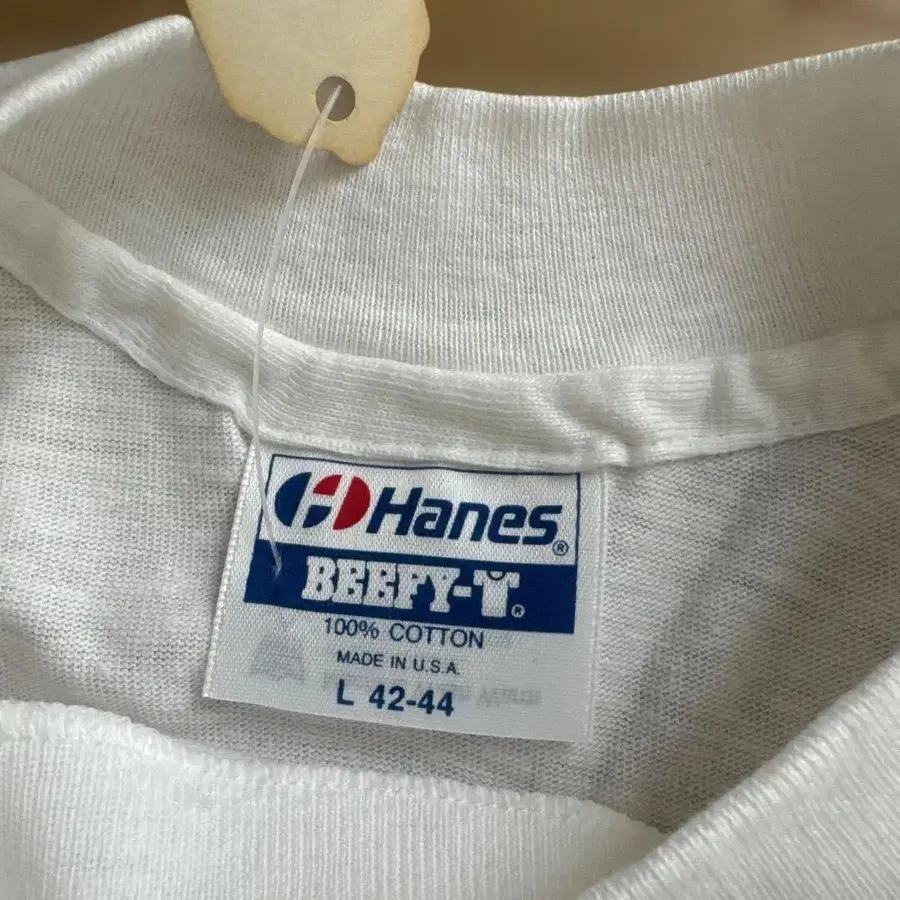 Hanes®
BEEFY-T®
100% COTTON
MADE IN U.S.A.
L 42-44